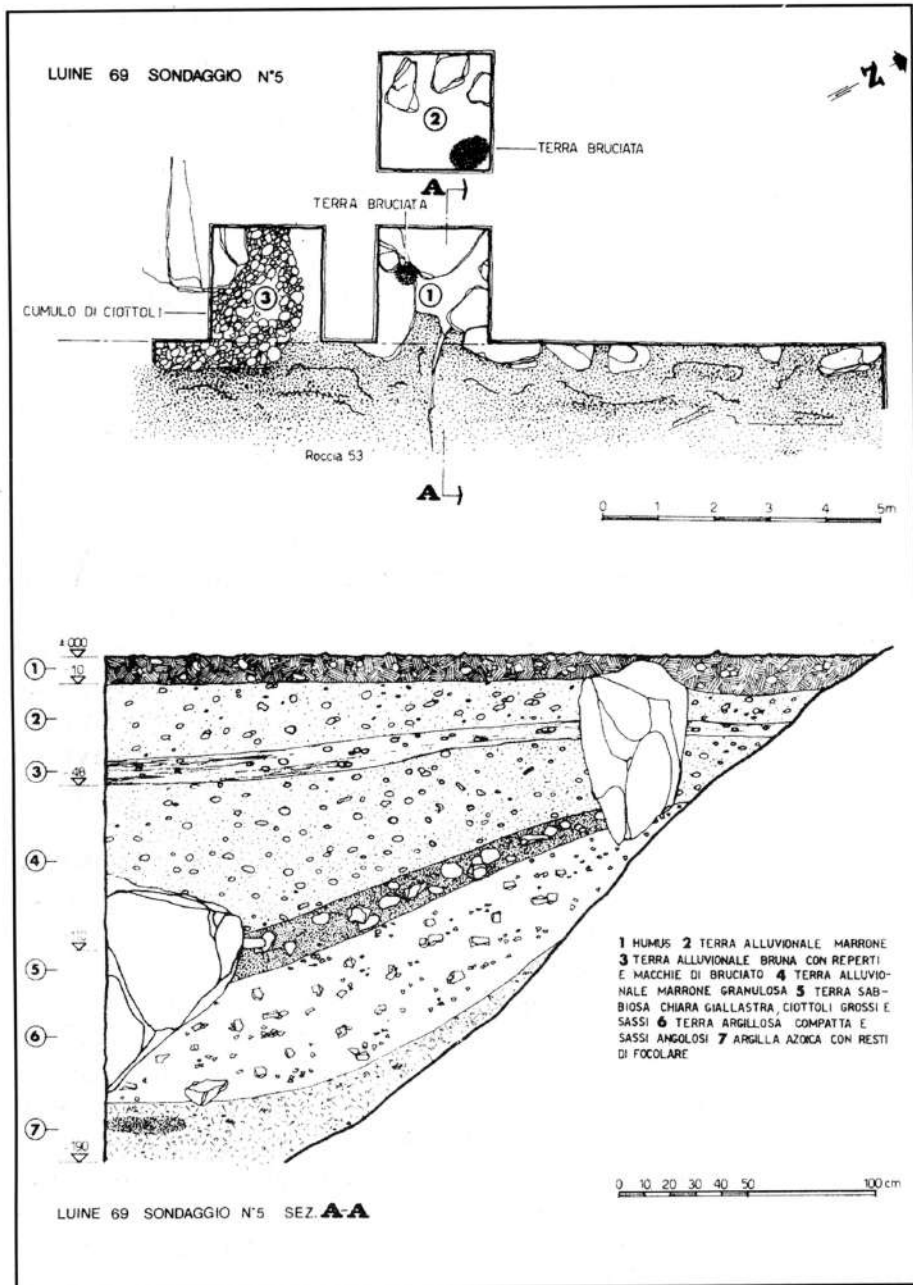 LUINE 69 SONDAGGIO N°5
N
2
TERRA BRUCIATA
A
TERRA BRUCIATA
3
1
CUMULO DI CIOTTOLI
Roccia 53
A
0 1 2 3 4 5m
±000
1
10
2
3
48
4
5
6
7
190
1 HUMUS 2 TERRA ALLUVIONALE MARRONE
3 TERRA ALLUVIONALE BRUNA CON REPERTI
E MACCHIE DI BRUCIATO 4 TERRA ALLUVIO-
NALE MARRONE GRANULOSA 5 TERRA SAB-
BIOSA CHIARA GIALLASTRA, CIOTTOLI GROSSI E
SASSI 6 TERRA ARGILLOSA COMPATTA E
SASSI ANGOLOSI 7 ARGILLA AZOICA CON RESTI
DI FOCOLARE
0 10 20 30 40 50 100 cm
LUINE 69 SONDAGGIO N°5 SEZ. A-A